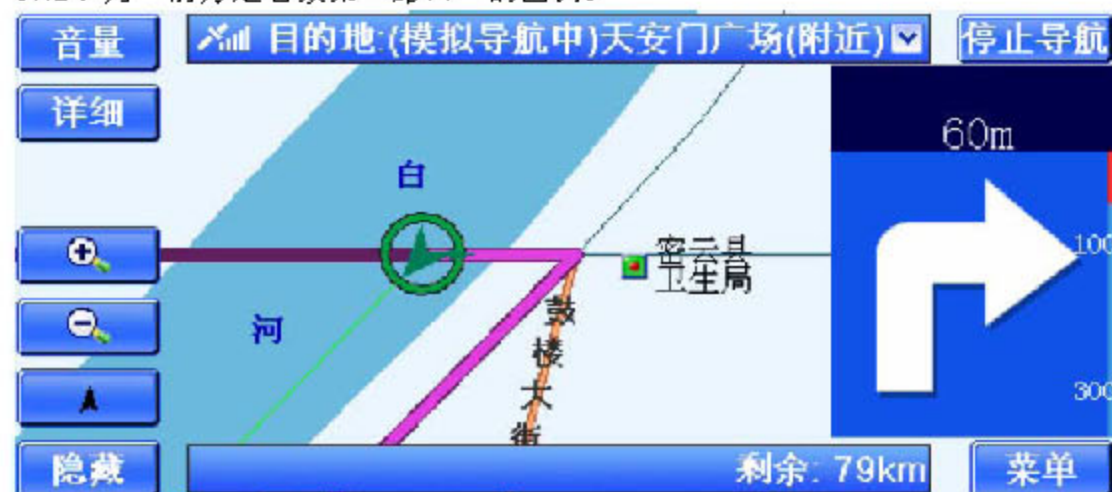 音量
目的地:(模拟导航中)天安门广场(附近)
停止导航
详细
60m
白
密云县
卫生局
100
河
鼓楼大街
300
隐藏
剩余: 79km
菜单